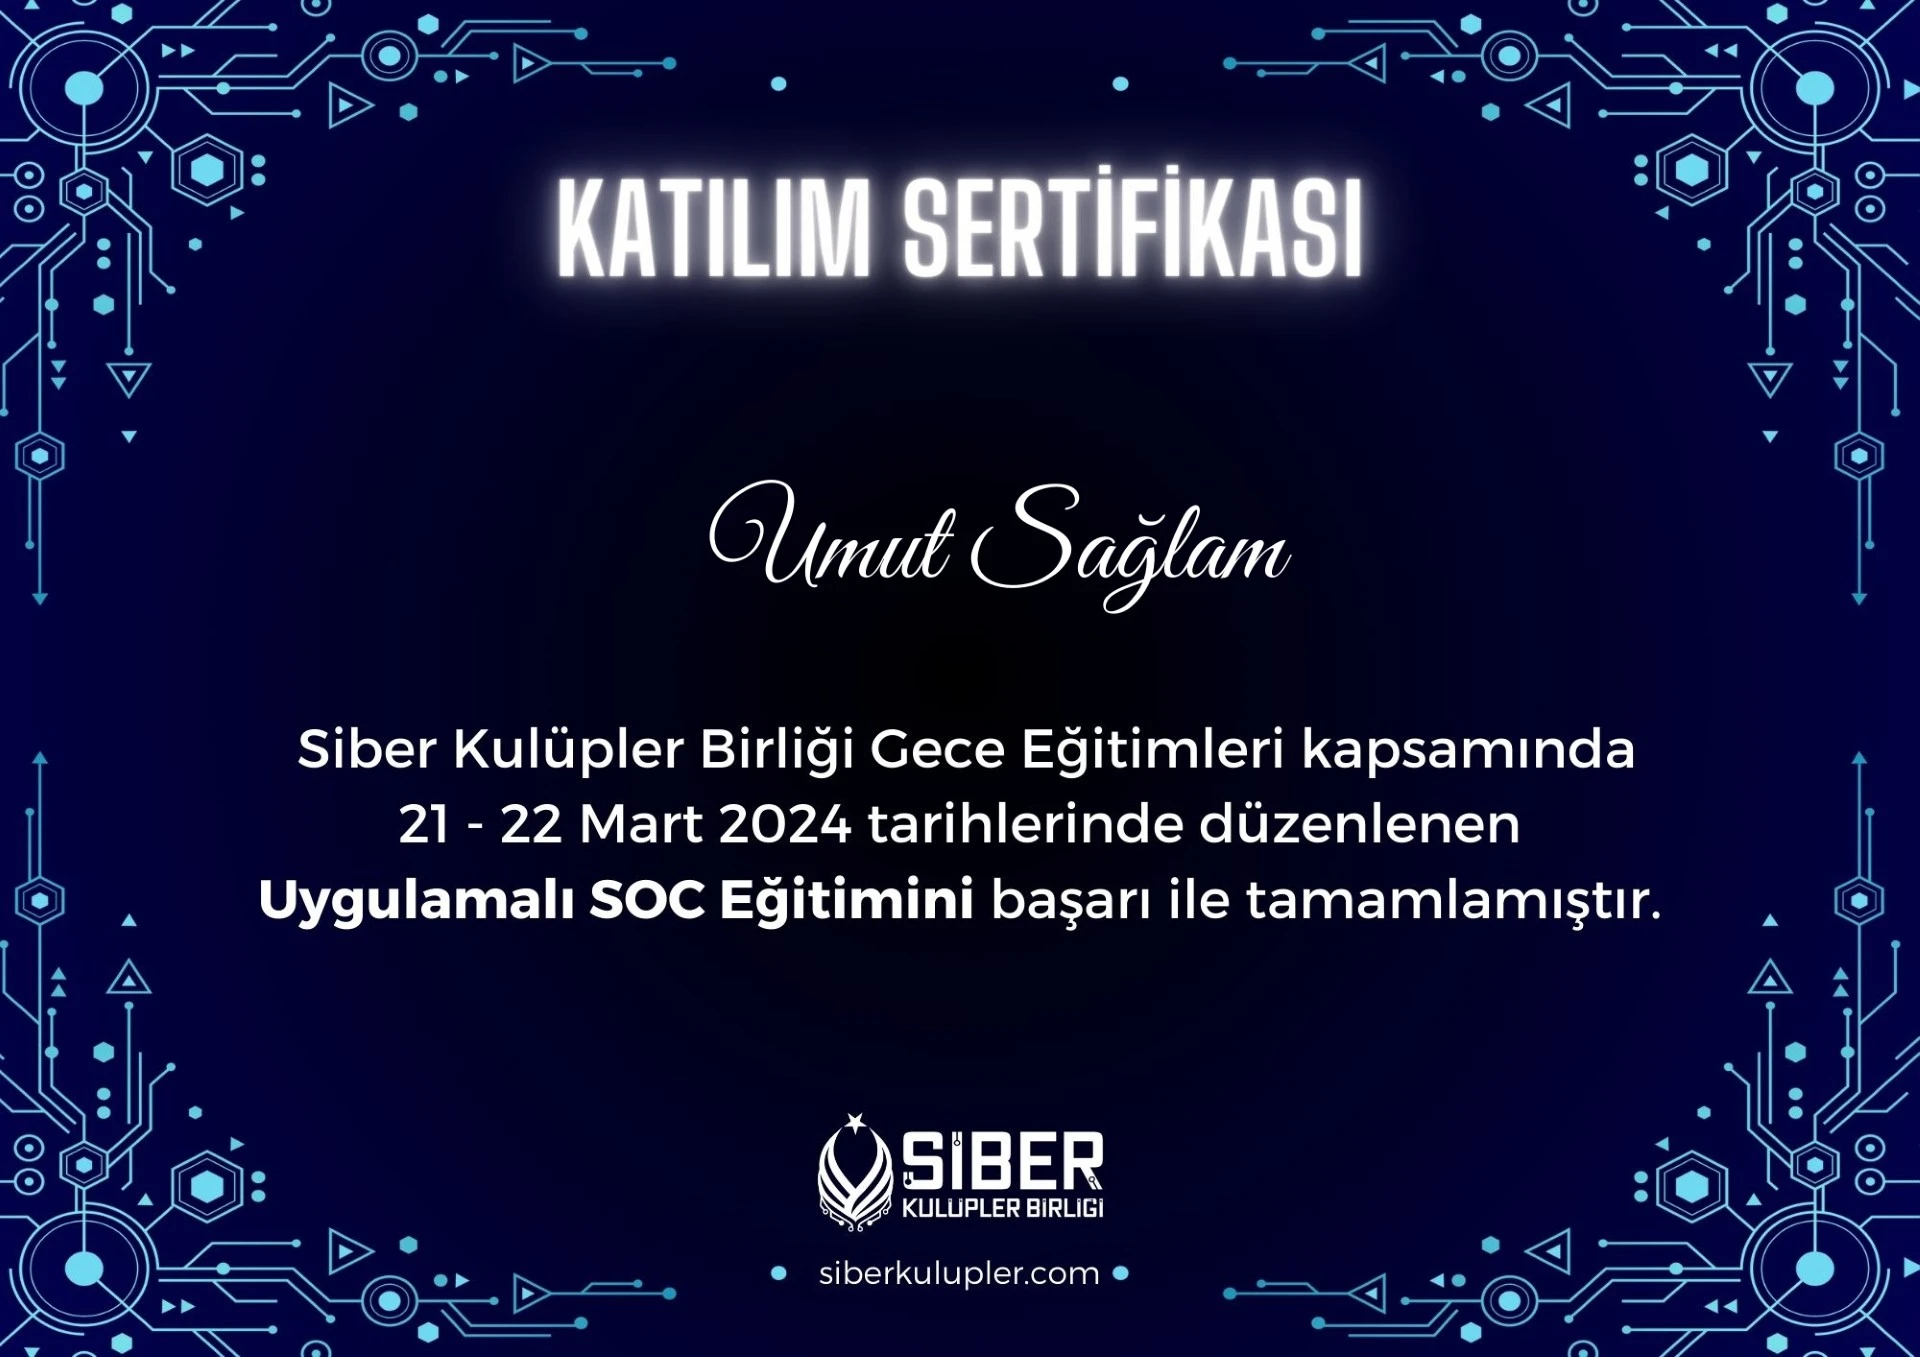 KATILIM SERTİFİKASI
Umut Sağlam
Siber Kulüpler Birliği Gece Eğitimleri kapsamında
21 - 22 Mart 2024 tarihlerinde düzenlenen
Uygulamalı SOC Eğitimini başarı ile tamamlamıştır.
SİBER
KULÜPLER BİRLİĞİ
siberkulupler.com